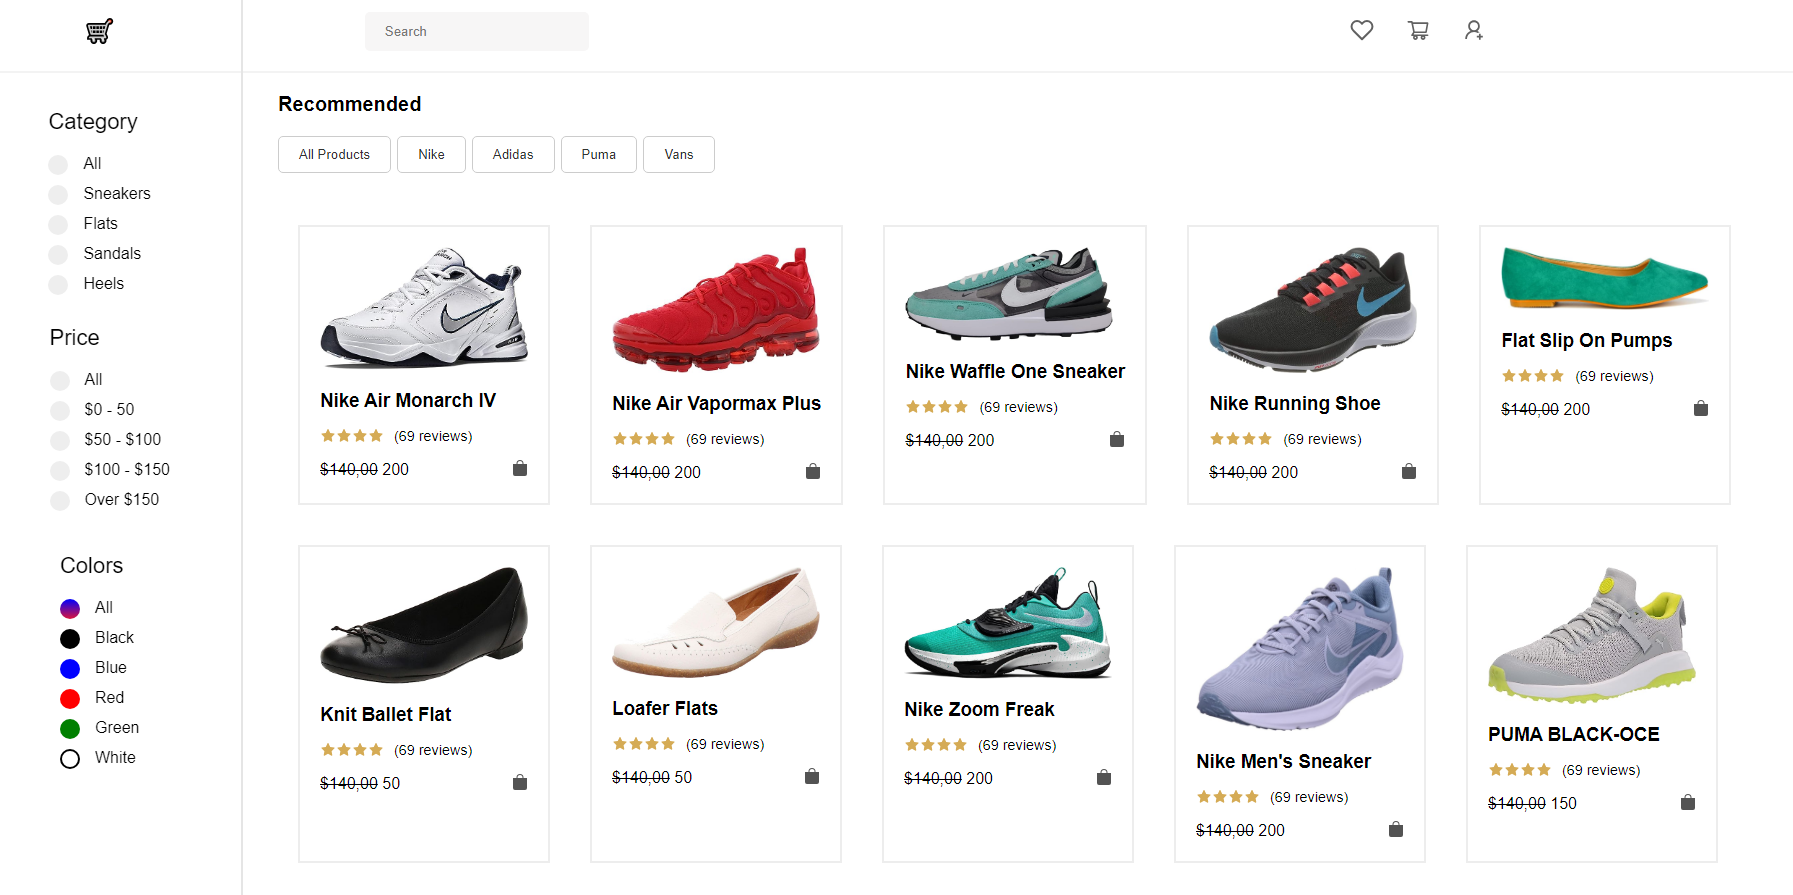 Search
Category
All
Sneakers
Flats
Sandals
Heels
Price
All
$0 - 50
$50 - $100
$100 - $150
Over $150
Colors
All
Black
Blue
Red
Green
White
Recommended
All Products
Nike
Adidas
Puma
Vans
Nike Air Monarch IV
(69 reviews)
$140,00 200
Nike Air Vapormax Plus
(69 reviews)
$140,00 200
Nike Waffle One Sneaker
(69 reviews)
$140,00 200
Nike Running Shoe
(69 reviews)
$140,00 200
Flat Slip On Pumps
(69 reviews)
$140,00 200
Knit Ballet Flat
(69 reviews)
$140,00 50
Loafer Flats
(69 reviews)
$140,00 50
Nike Zoom Freak
(69 reviews)
$140,00 200
Nike Men's Sneaker
(69 reviews)
$140,00 200
PUMA BLACK-OCE
(69 reviews)
$140,00 150